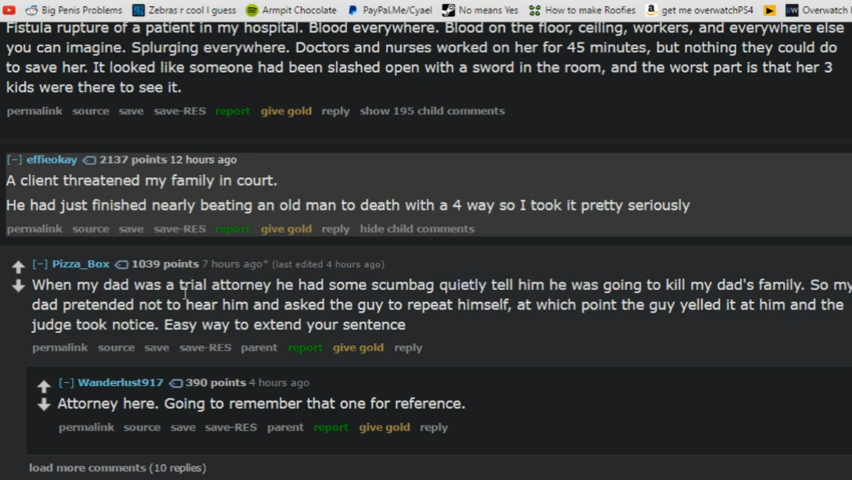 Big Penis Problems Zebras r cool I guess Armpit Chocolate PayPal.Me/Cyael No means Yes How to make Roofies get me overwatchPS4 Overwatch
Fistula rupture of a patient in my hospital. Blood everywhere. Blood on the floor, ceiling, workers, and everywhere else
you can imagine. Splurging everywhere. Doctors and nurses worked on her for 45 minutes, but nothing they could do
to save her. It looked like someone had been slashed open with a sword in the room, and the worst part is that her 3
kids were there to see it.
permalink source save save-RES report give gold reply show 195 child comments
[-] effieokay 2137 points 12 hours ago
A client threatened my family in court.
He had just finished nearly beating an old man to death with a 4 way so I took it pretty seriously
permalink source save save-RES report give gold reply hide child comments
[-] Pizza_Box 1039 points 7 hours ago* (last edited 4 hours ago)
When my dad was a trial attorney he had some scumbag quietly tell him he was going to kill my dad's family. So my
dad pretended not to hear him and asked the guy to repeat himself, at which point the guy yelled it at him and the
judge took notice. Easy way to extend your sentence
permalink source save save-RES parent report give gold reply
[-] Wanderlust917 390 points 4 hours ago
Attorney here. Going to remember that one for reference.
permalink source save save-RES parent report give gold reply
load more comments (10 replies)